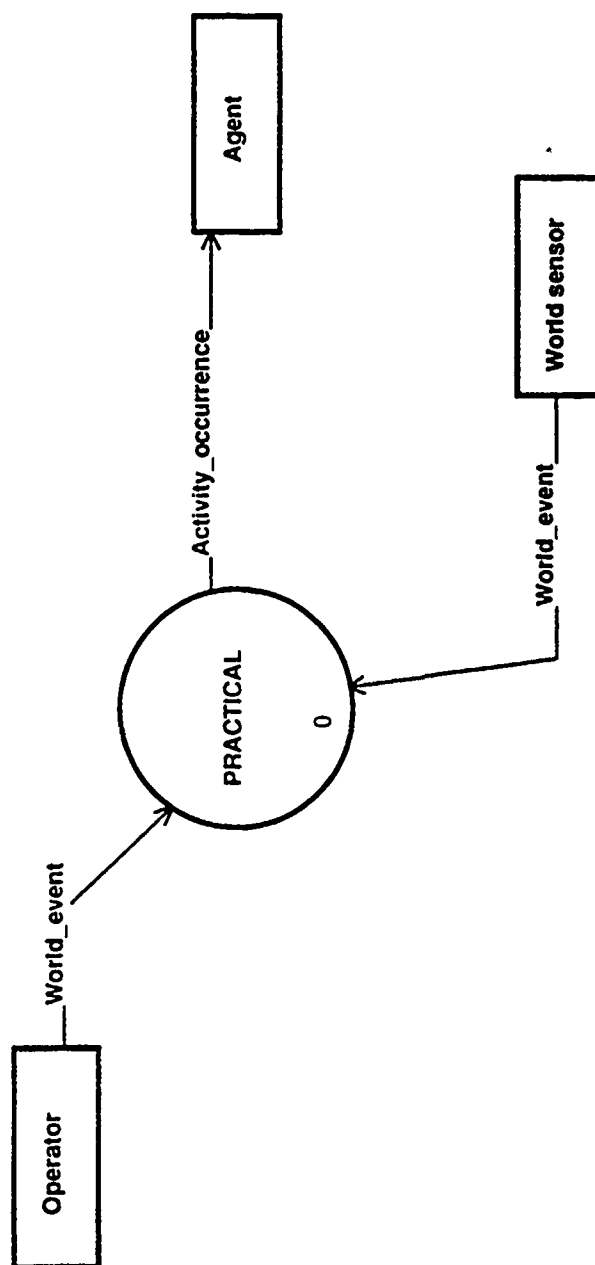 Operator
World_event
PRACTICAL
0
Activity_occurrence
Agent
World_event
World sensor